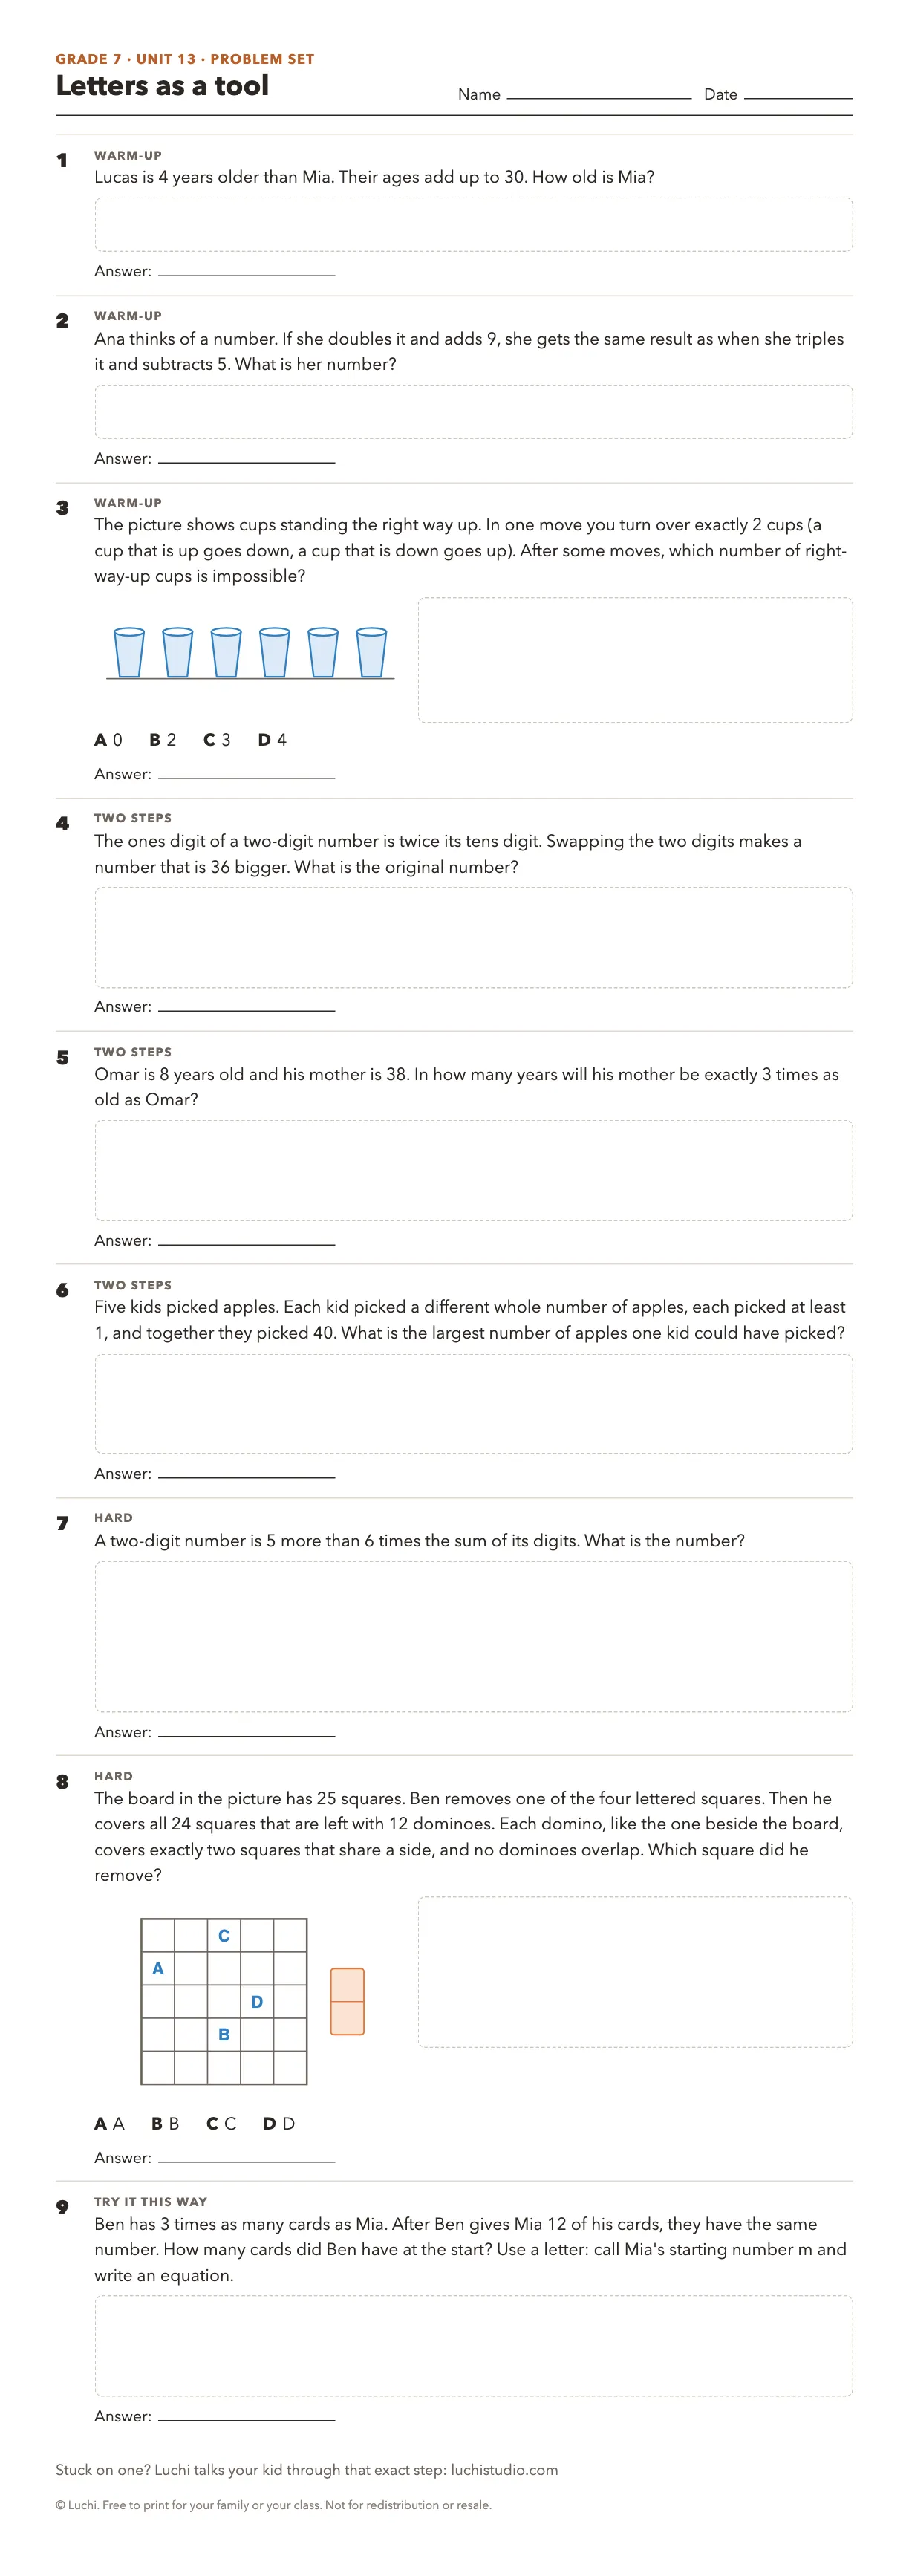 GRADE 7 · UNIT 13 · PROBLEM SET
Letters as a tool
Name Date
1
WARM-UP
Lucas is 4 years older than Mia. Their ages add up to 30. How old is Mia?
Answer:
2
WARM-UP
Ana thinks of a number. If she doubles it and adds 9, she gets the same result as when she triples
it and subtracts 5. What is her number?
Answer:
3
WARM-UP
The picture shows cups standing the right way up. In one move you turn over exactly 2 cups (a
cup that is up goes down, a cup that is down goes up). After some moves, which number of right-
way-up cups is impossible?
A 0 B 2 C 3 D 4
Answer:
4
TWO STEPS
The ones digit of a two-digit number is twice its tens digit. Swapping the two digits makes a
number that is 36 bigger. What is the original number?
Answer:
5
TWO STEPS
Omar is 8 years old and his mother is 38. In how many years will his mother be exactly 3 times as
old as Omar?
Answer:
6
TWO STEPS
Five kids picked apples. Each kid picked a different whole number of apples, each picked at least
1, and together they picked 40. What is the largest number of apples one kid could have picked?
Answer:
7
HARD
A two-digit number is 5 more than 6 times the sum of its digits. What is the number?
Answer:
8
HARD
The board in the picture has 25 squares. Ben removes one of the four lettered squares. Then he
covers all 24 squares that are left with 12 dominoes. Each domino, like the one beside the board,
covers exactly two squares that share a side, and no dominoes overlap. Which square did he
remove?
C
A
D
B
A A B B C C D D
Answer:
9
TRY IT THIS WAY
Ben has 3 times as many cards as Mia. After Ben gives Mia 12 of his cards, they have the same
number. How many cards did Ben have at the start? Use a letter: call Mia's starting number m and
write an equation.
Answer:
Stuck on one? Luchi talks your kid through that exact step: luchistudio.com
© Luchi. Free to print for your family or your class. Not for redistribution or resale.